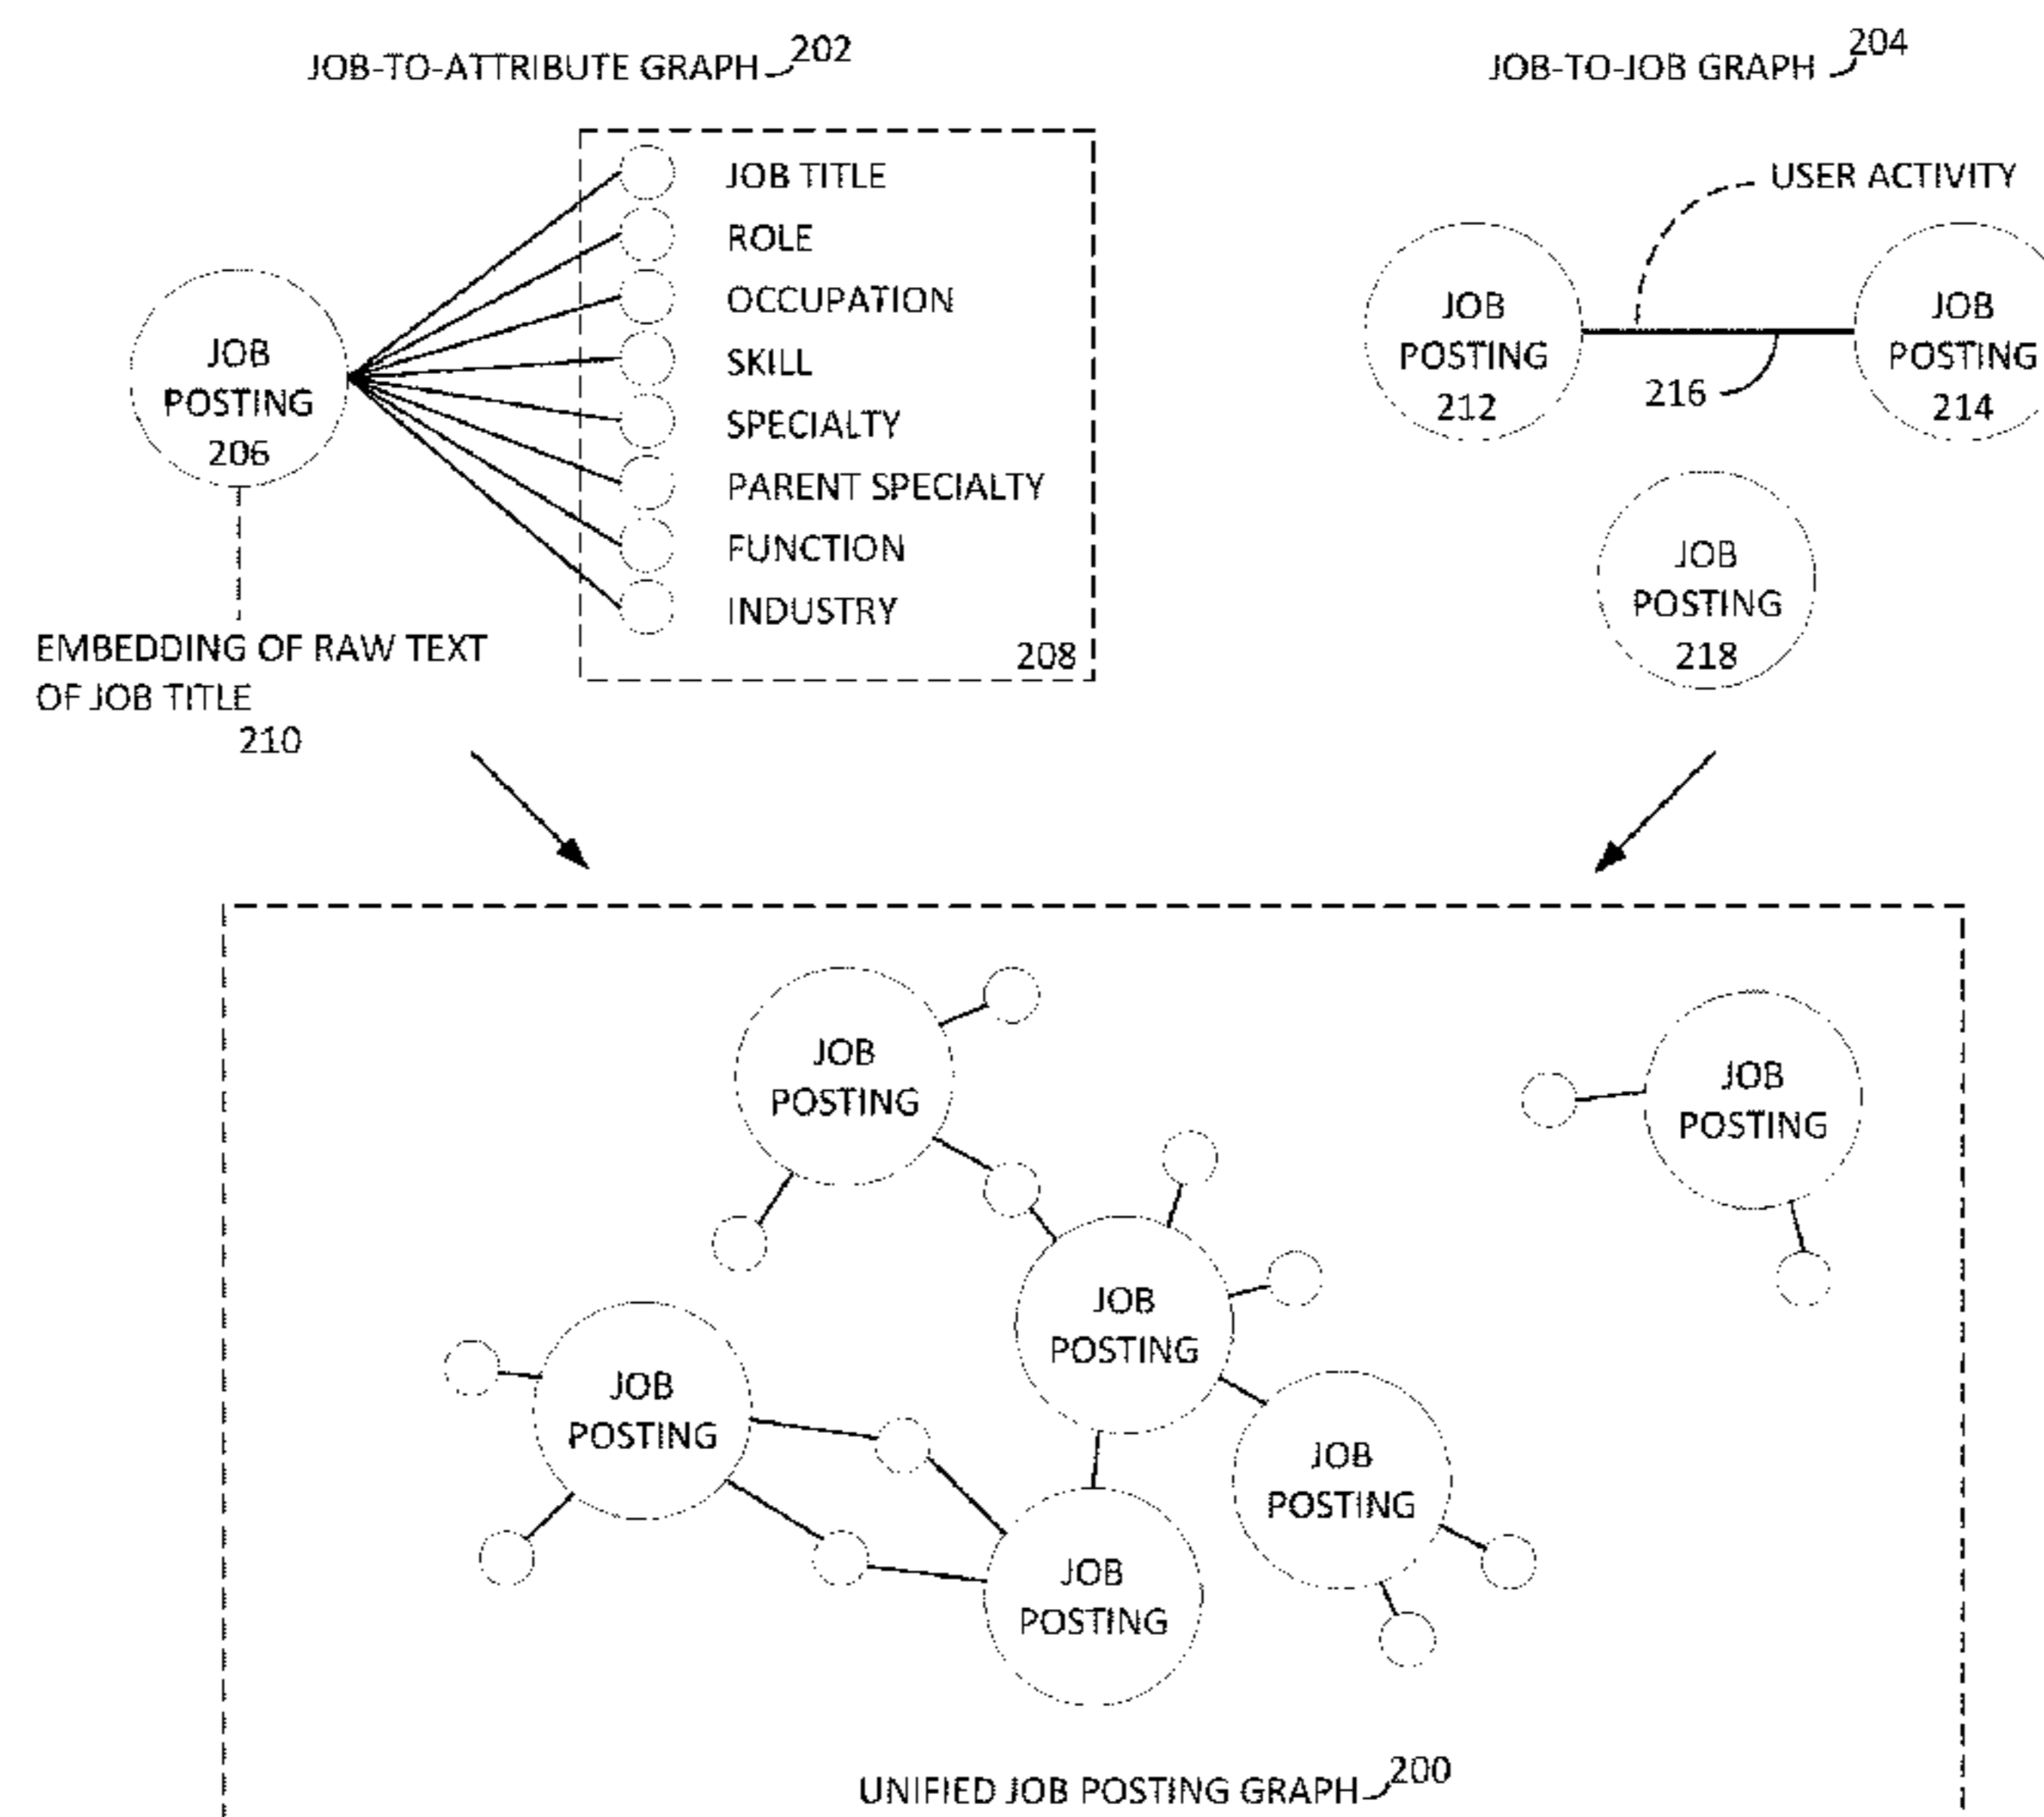 JOB-TO-ATTRIBUTE GRAPH 202
JOB TITLE
ROLE
OCCUPATION
SKILL
SPECIALTY
PARENT SPECIALTY
FUNCTION
INDUSTRY
208
JOB
POSTING
206
EMBEDDING OF RAW TEXT
OF JOB TITLE
210
JOB-TO-JOB GRAPH 204
USER ACTIVITY
JOB
POSTING
212
216
JOB
POSTING
214
JOB
POSTING
218
JOB
POSTING
JOB
POSTING
JOB
POSTING
JOB
POSTING
JOB
POSTING
JOB
POSTING
UNIFIED JOB POSTING GRAPH 200